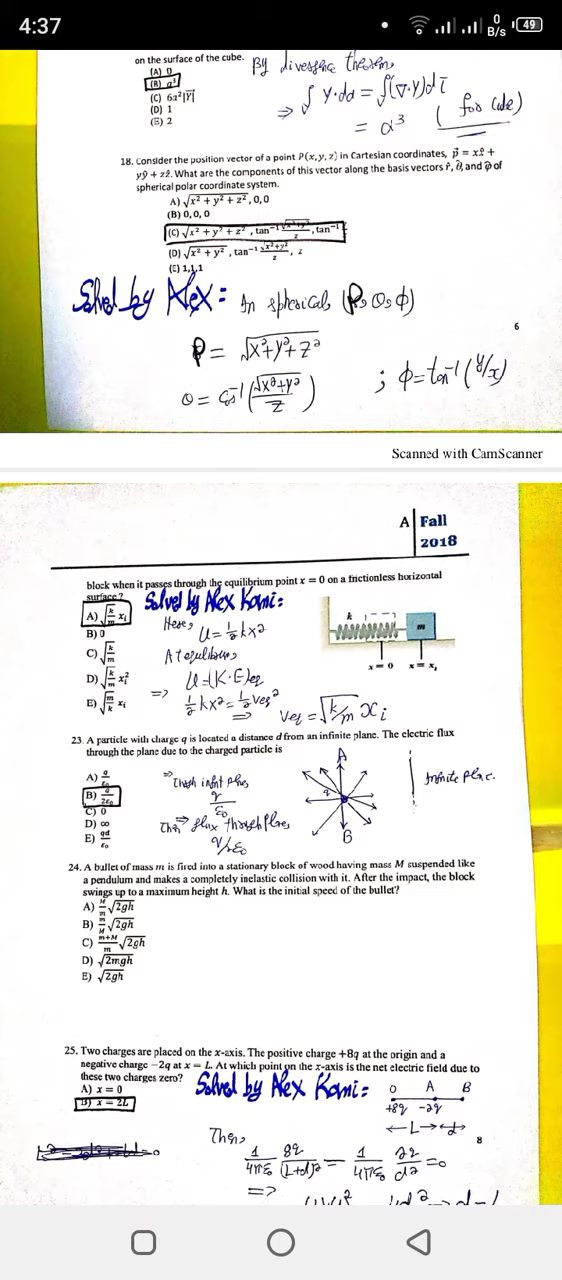 4:37
0 B/s 49
on the surface of the cube.
(A) 0
(B) a³
(C) 6a²|r⃗|
(D) 1
(E) 2
By divergence theorem,
⇒ ∫ γ.da = ∫(∇.γ)dτ
= a³ ( for cube)
18. Consider the position vector of a point P(x, y, z) in Cartesian coordinates, p⃗ = xx̂ +
yŷ + zẑ. What are the components of this vector along the basis vectors r̂, θ̂, and φ̂ of
spherical polar coordinate system.
A) √x² + y² + z², 0,0
(B) 0, 0, 0
(C) √x² + y² + z², tan⁻¹ √x²+y²/z, tan⁻¹
(D) √x² + y², tan⁻¹ √x²+y²/z, z
(E) 1,1,1
Solved by Alex: In spherical, (P, θ, φ)
P = √x²+y²+z²
θ = Cos⁻¹(√x²+y²/z) ; φ = tan⁻¹(y/x)
6
Scanned with CamScanner
A Fall
2018
block when it passes through the equilibrium point x = 0 on a frictionless horizontal
surface?
Solved by Alex Kami:
A) √k/m xᵢ
B) 0
C) √k/m
D) √k/m xᵢ²
E) √m/k xᵢ
Here, U = ½kx²
At equilibrium,
U = (K.E)eq
⇒ ½kx² = ½veq²
⇒ Veq = √k/m xi
k
m
x = 0 x = xᵢ
23. A particle with charge q is located a distance d from an infinite plane. The electric flux
through the plane due to the charged particle is
A) q/ε₀
B) q/2ε₀
C) 0
D) ∞
E) qd/ε₀
q/ε₀
flux through
A
q
B
Infinite plane.
24. A bullet of mass m is fired into a stationary block of wood having mass M suspended like
a pendulum and makes a completely inelastic collision with it. After the impact, the block
swings up to a maximum height h. What is the initial speed of the bullet?
A) M/m √2gh
B) m/M √2gh
C) m+M/m √2gh
D) √2mgh
E) √2gh
25. Two charges are placed on the x-axis. The positive charge +8q at the origin and a
negative charge −2q at x = L. At which point on the x-axis is the net electric field due to
these two charges zero?
A) x = 0
B) x = 2L
Solved by Alex Kami:
O A B
+8q -2q
←L→←d→
8
Then,
1/4πε₀ 8q/(L+d)² = 1/4πε₀ 2q/d² = 0
⇒